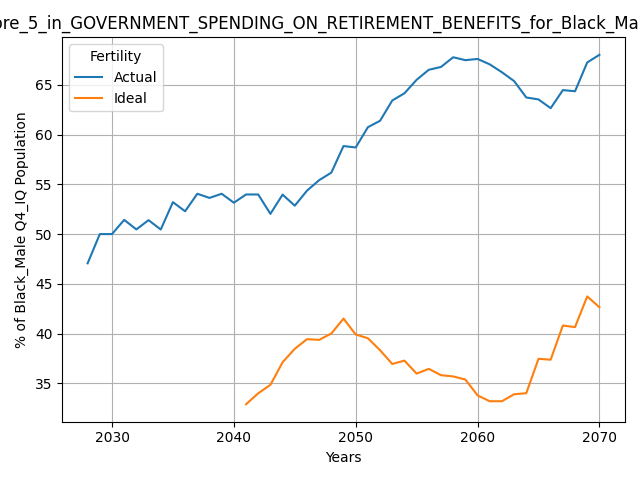 ore_5_in_GOVERNMENT_SPENDING_ON_RETIREMENT_BENEFITS_for_Black_Ma
Fertility
Actual
Ideal
65
60
55
50
45
40
35
% of Black_Male Q4_IQ Population
2030 2040 2050 2060 2070
Years